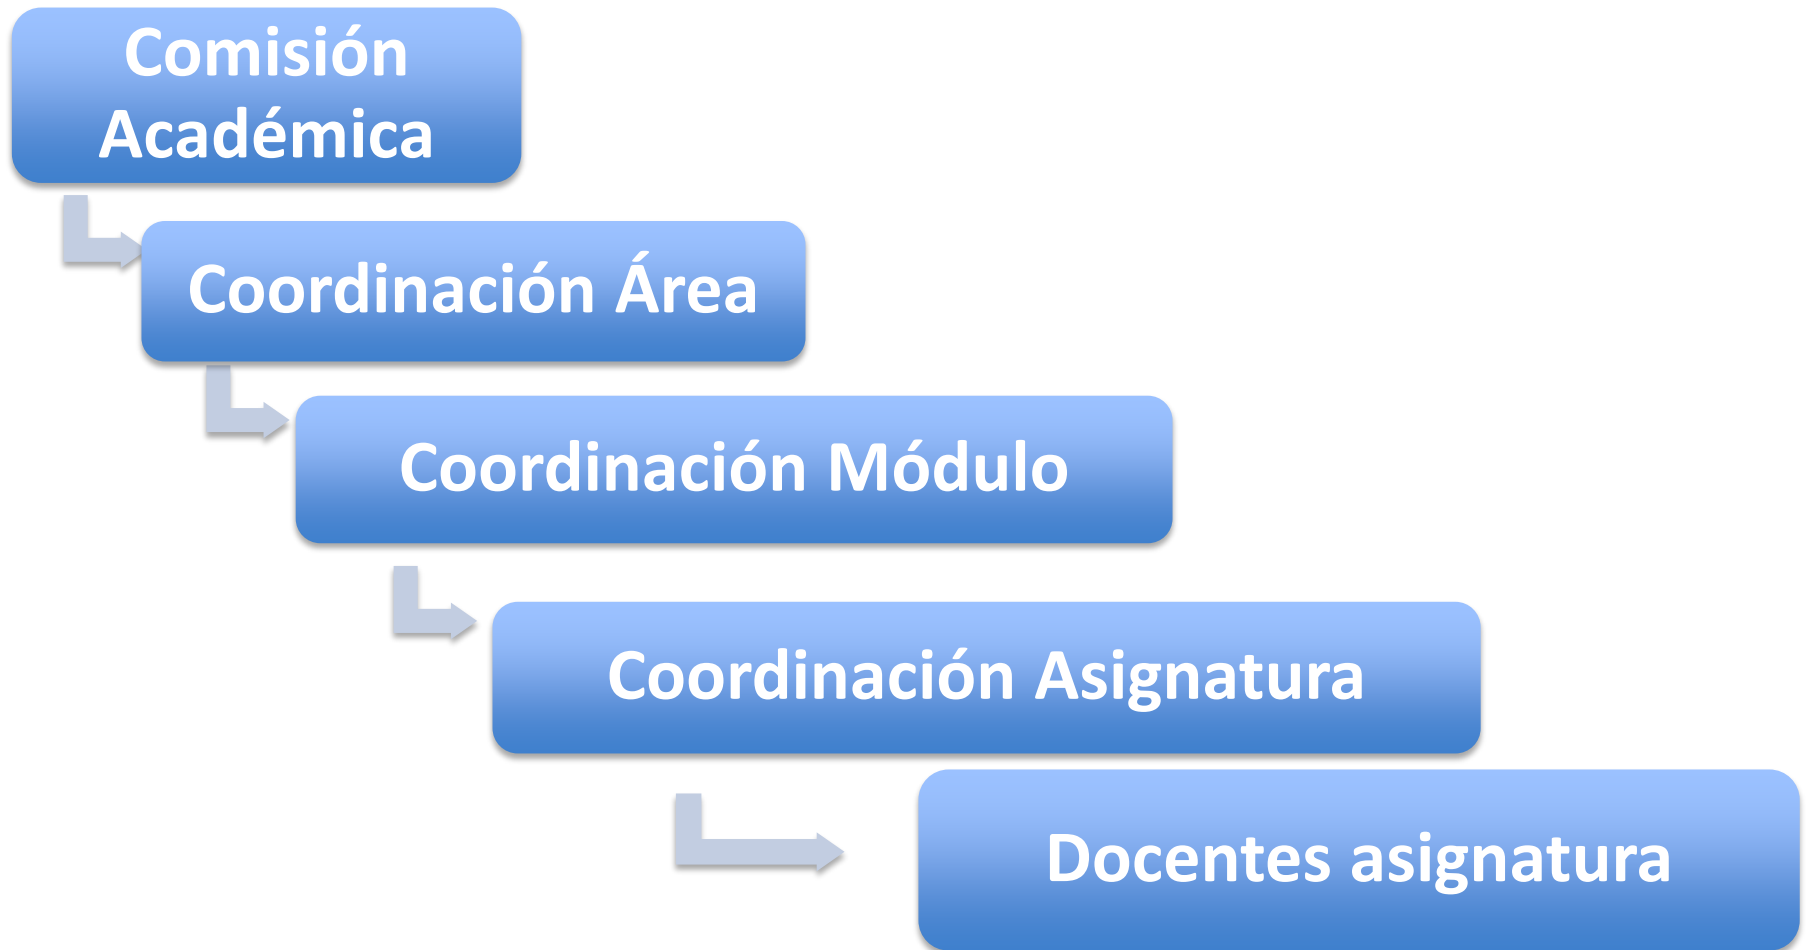 Comisión
Académica
Coordinación Área
Coordinación Módulo
Coordinación Asignatura
Docentes asignatura